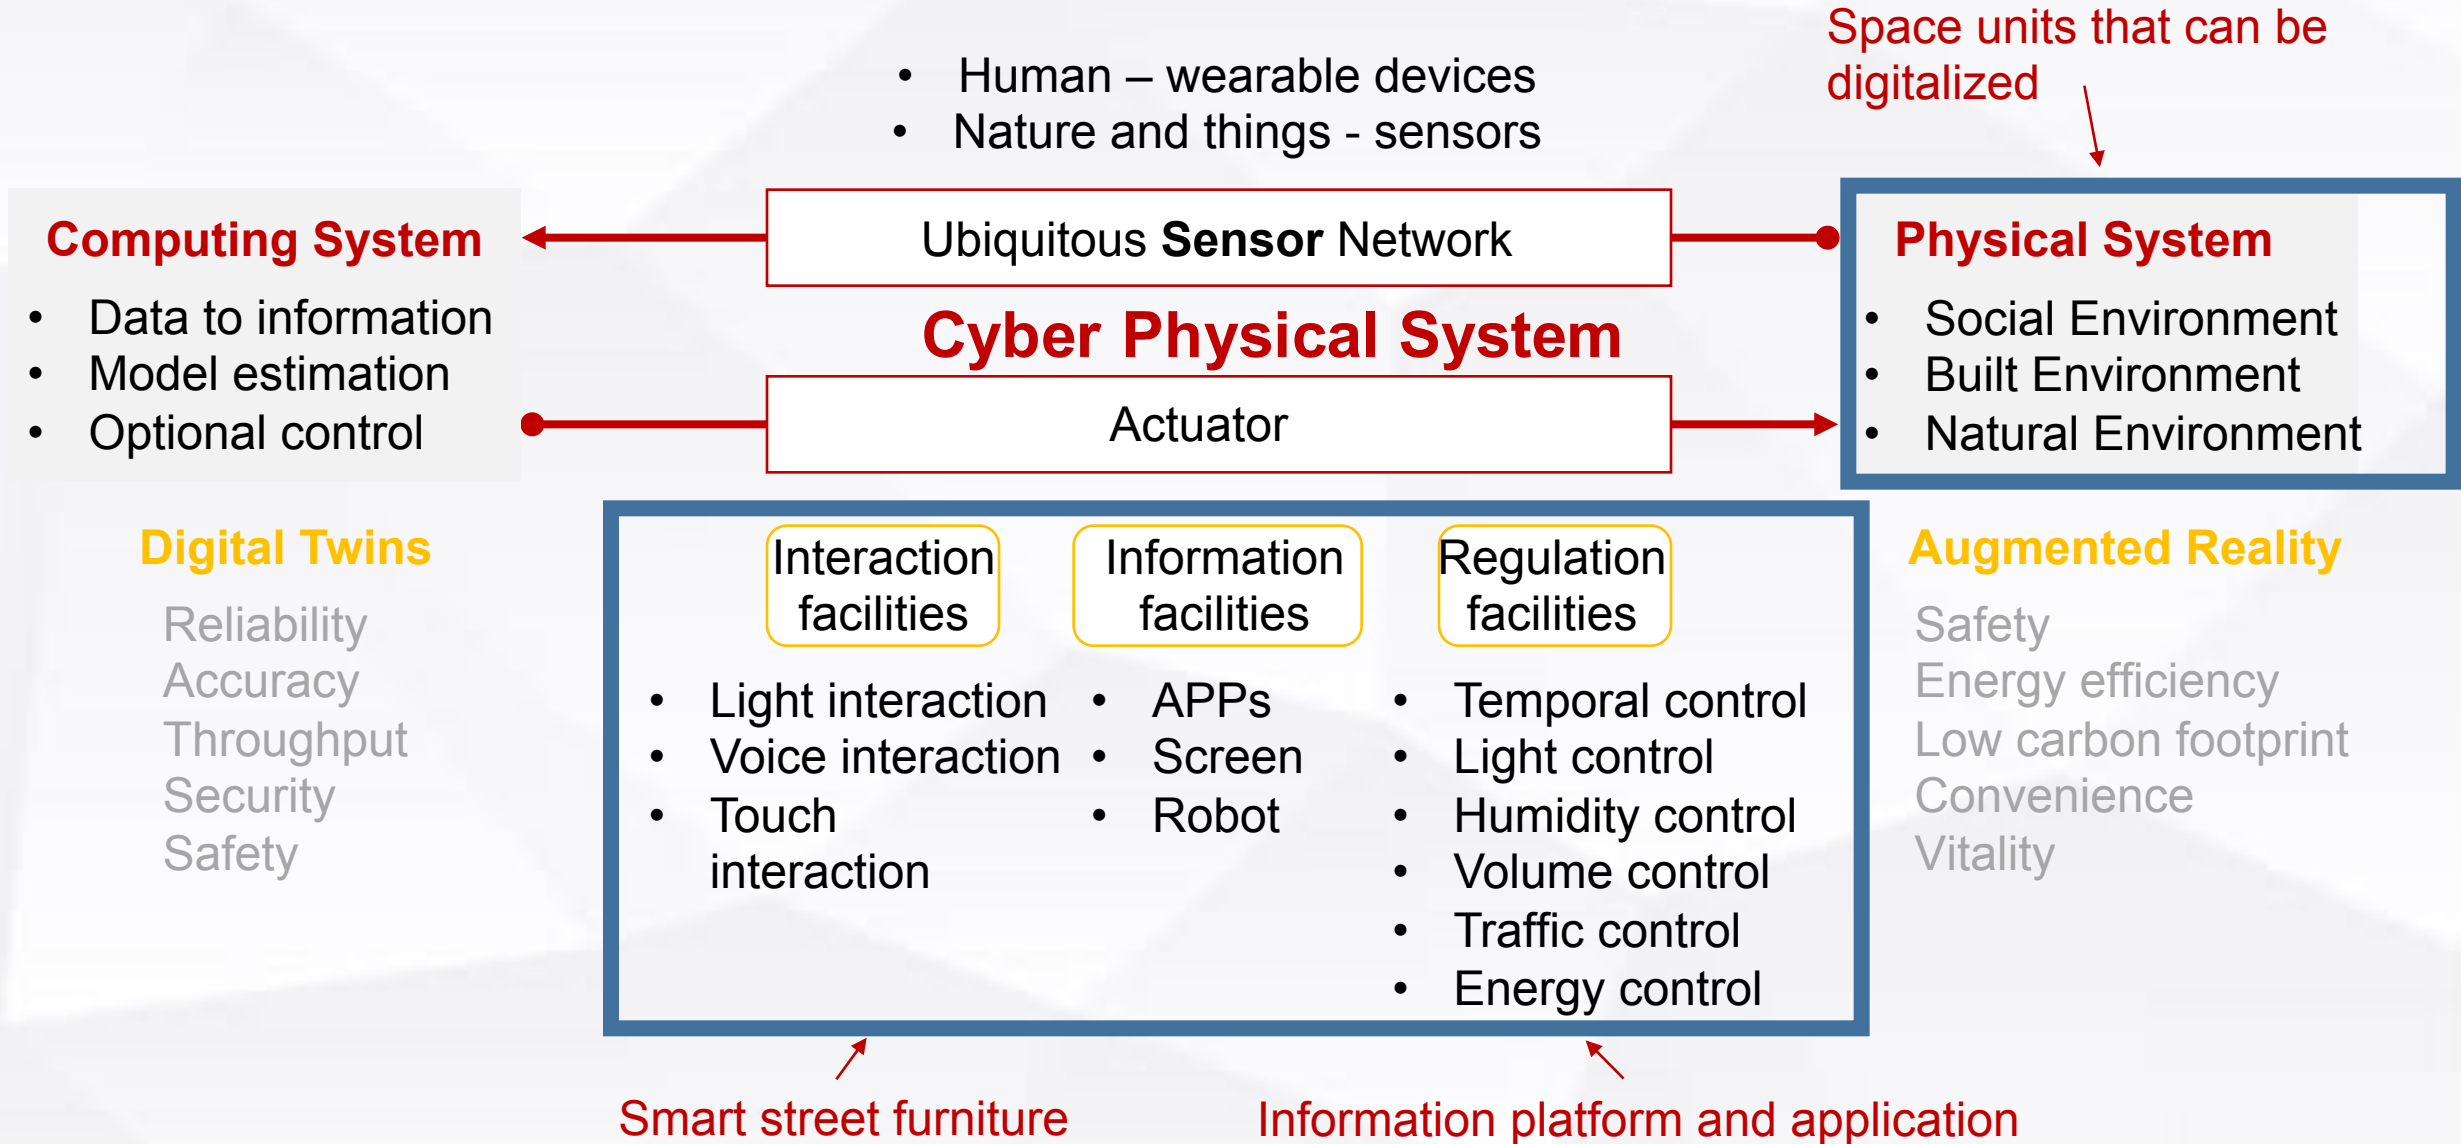 Space units that can be
digitalized
• Human – wearable devices
• Nature and things - sensors
Computing System
• Data to information
• Model estimation
• Optional control
Ubiquitous Sensor Network
Cyber Physical System
Actuator
Physical System
• Social Environment
• Built Environment
• Natural Environment
Digital Twins
Reliability
Accuracy
Throughput
Security
Safety
Interaction
facilities
• Light interaction
• Voice interaction
• Touch
interaction
Information
facilities
• APPs
• Screen
• Robot
Regulation
facilities
• Temporal control
• Light control
• Humidity control
• Volume control
• Traffic control
• Energy control
Augmented Reality
Safety
Energy efficiency
Low carbon footprint
Convenience
Vitality
Smart street furniture
Information platform and application